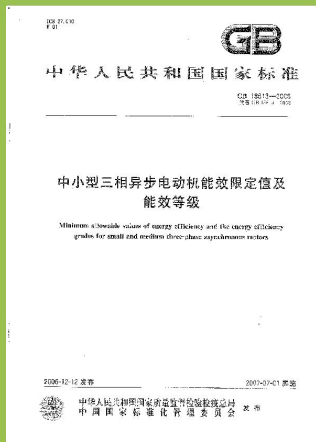 GB
中华人民共和国国家标准
GB 18613—2006
中小型三相异步电动机能效限定值及
能效等级
Minimum allowable values of energy efficiency and the energy efficiency
grades for small and medium three-phase asynchronous motors
2006-12-12 发布
2007-07-01 实施
中华人民共和国国家质量监督检验检疫总局
中国国家标准化管理委员会
发布